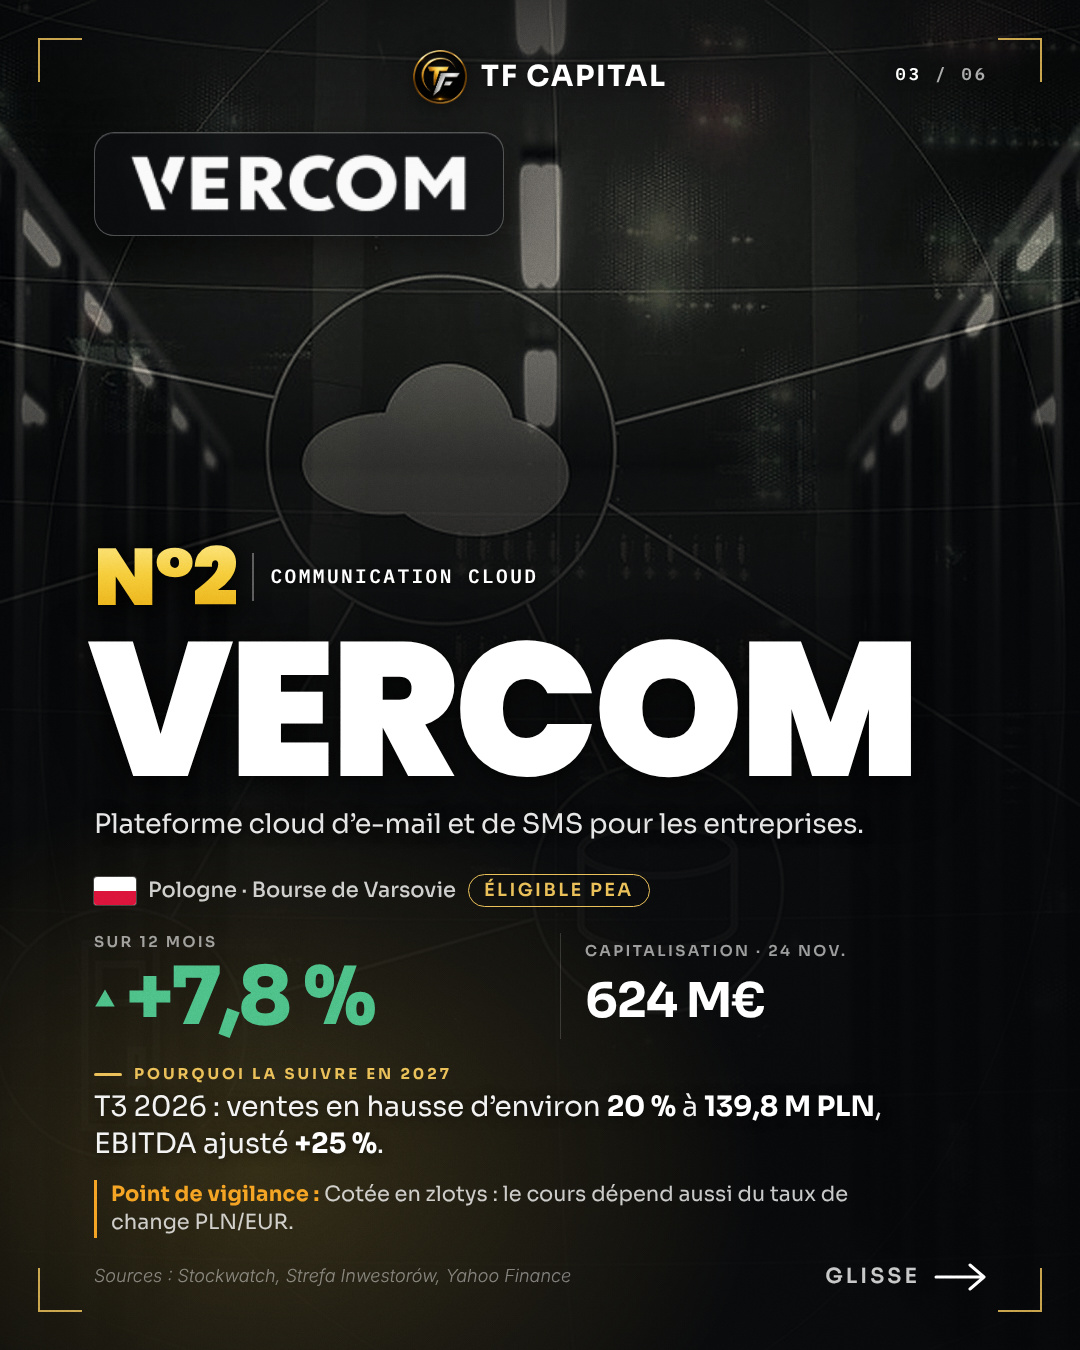 TF CAPITAL
03 / 06
VERCOM
Nº2
COMMUNICATION CLOUD
VERCOM
Plateforme cloud d’e-mail et de SMS pour les entreprises.
Pologne · Bourse de Varsovie
ÉLIGIBLE PEA
SUR 12 MOIS
▲ +7,8 %
CAPITALISATION · 24 NOV.
624 M€
POURQUOI LA SUIVRE EN 2027
T3 2026 : ventes en hausse d’environ 20 % à 139,8 M PLN,
EBITDA ajusté +25 %.
Point de vigilance : Cotée en zlotys : le cours dépend aussi du taux de
change PLN/EUR.
Sources : Stockwatch, Strefa Inwestorów, Yahoo Finance
GLISSE →